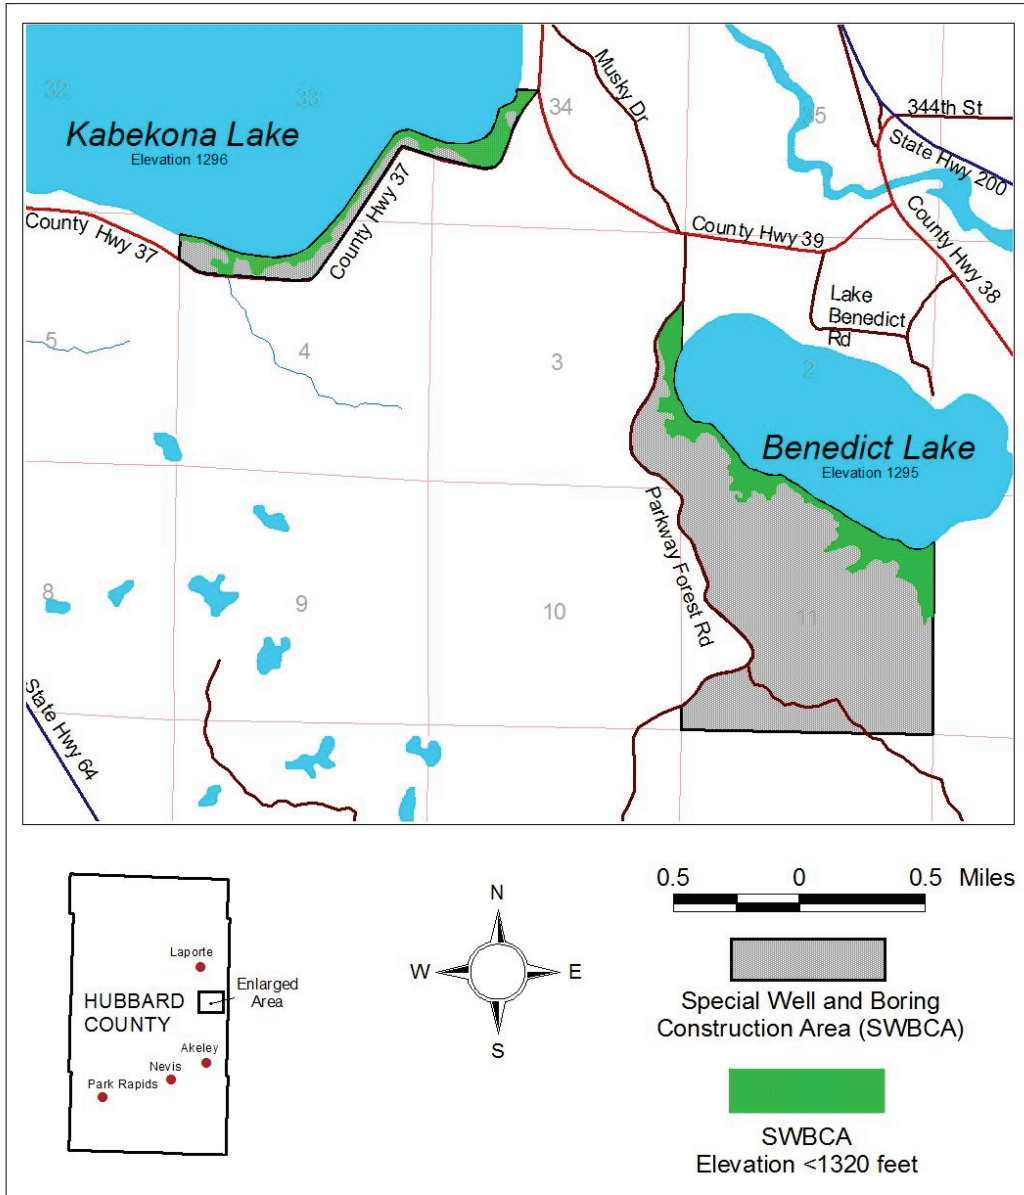 32
33
34
35
Kabekona Lake
Elevation 1296
Musky Dr
344th St
State Hwy 200
County Hwy 37
County Hwy 37
County Hwy 39
County Hwy 38
Lake
Benedict
Rd
5
4
3
2
Benedict Lake
Elevation 1295
Parkway Forest Rd
8
9
10
11
State Hwy 64
0.5 0 0.5 Miles
N
W E
S
Laporte
Enlarged
Area
HUBBARD
COUNTY
Akeley
Nevis
Park Rapids
Special Well and Boring
Construction Area (SWBCA)
SWBCA
Elevation <1320 feet